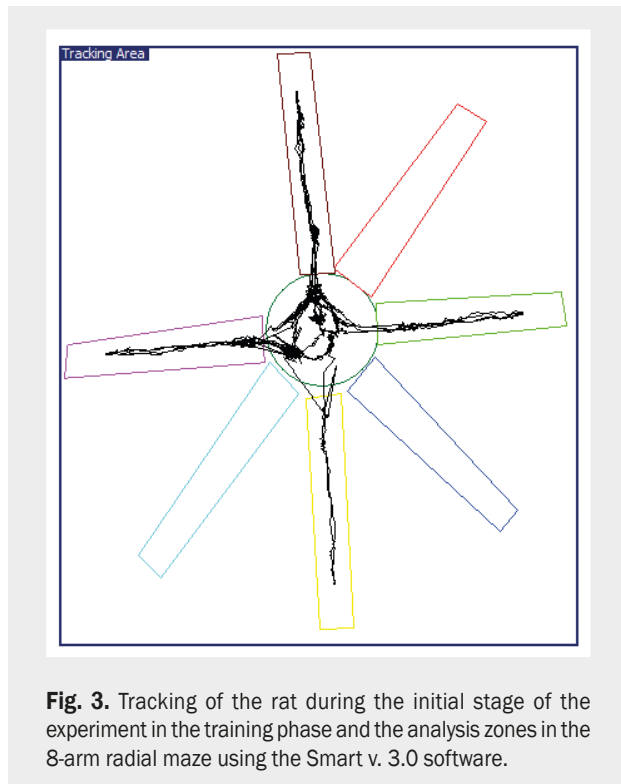 Tracking Area
Fig. 3. Tracking of the rat during the initial stage of the
experiment in the training phase and the analysis zones in the
8-arm radial maze using the Smart v. 3.0 software.